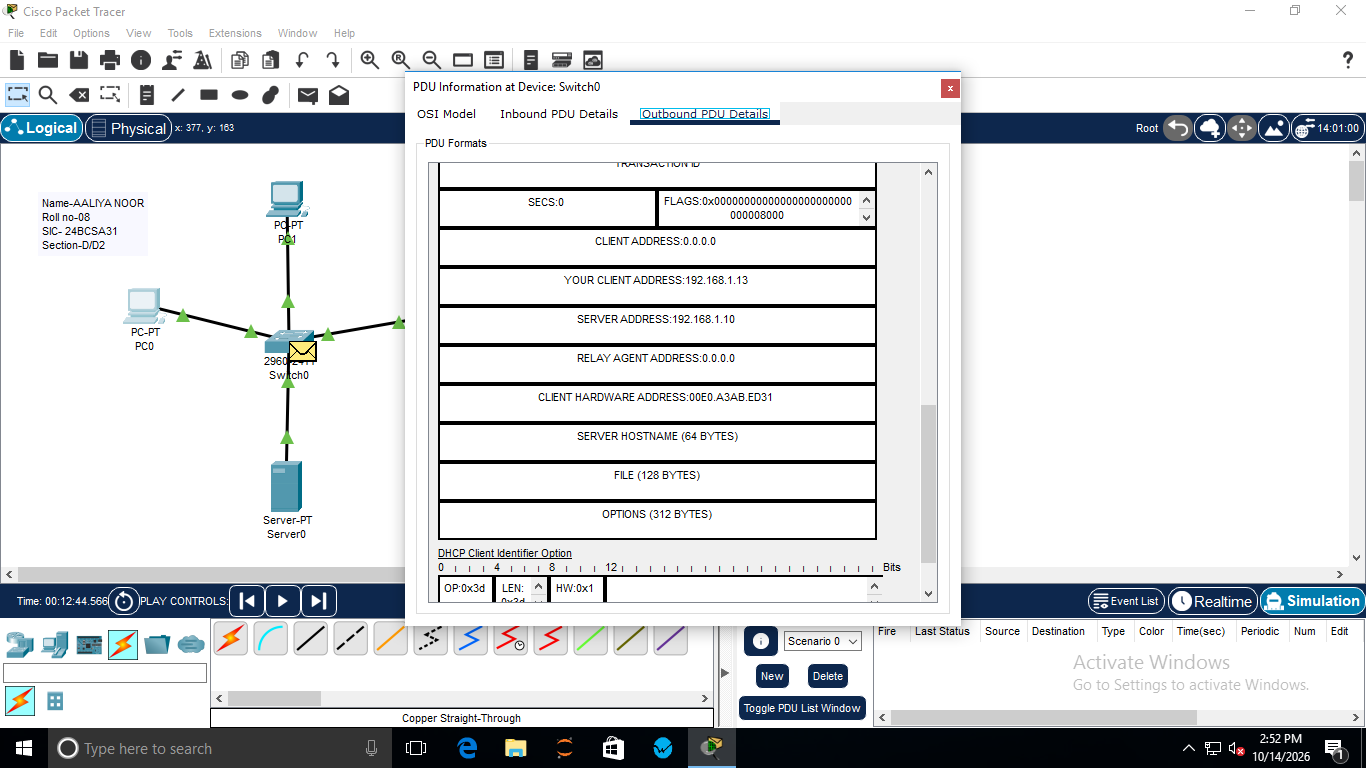 Cisco Packet Tracer
File Edit Options View Tools Extensions Window Help
PDU Information at Device: Switch0
x
OSI Model Inbound PDU Details Outbound PDU Details
Logical Physical x: 377, y: 163
Root 14:01:00
PDU Formats
TRANSACTION ID
SECS:0
FLAGS:0x00000000000000000000000
000008000
CLIENT ADDRESS:0.0.0.0
YOUR CLIENT ADDRESS:192.168.1.13
SERVER ADDRESS:192.168.1.10
RELAY AGENT ADDRESS:0.0.0.0
CLIENT HARDWARE ADDRESS:00E0.A3AB.ED31
SERVER HOSTNAME (64 BYTES)
FILE (128 BYTES)
OPTIONS (312 BYTES)
DHCP Client Identifier Option
0 4 8 12 Bits
OP:0x3d LEN: HW:0x1
Name-AALIYA NOOR
Roll no-08
SIC- 24BCSA31
Section-D/D2
PC-PT
PC1
PC-PT
PC0
Switch0
Server-PT
Server0
Time: 00:12:44.566 PLAY CONTROLS:
Event List Realtime Simulation
Scenario 0
New Delete
Toggle PDU List Window
Fire Last Status Source Destination Type Color Time(sec) Periodic Num Edit
Activate Windows
Go to Settings to activate Windows.
Copper Straight-Through
Type here to search
2:52 PM
10/14/2026
1